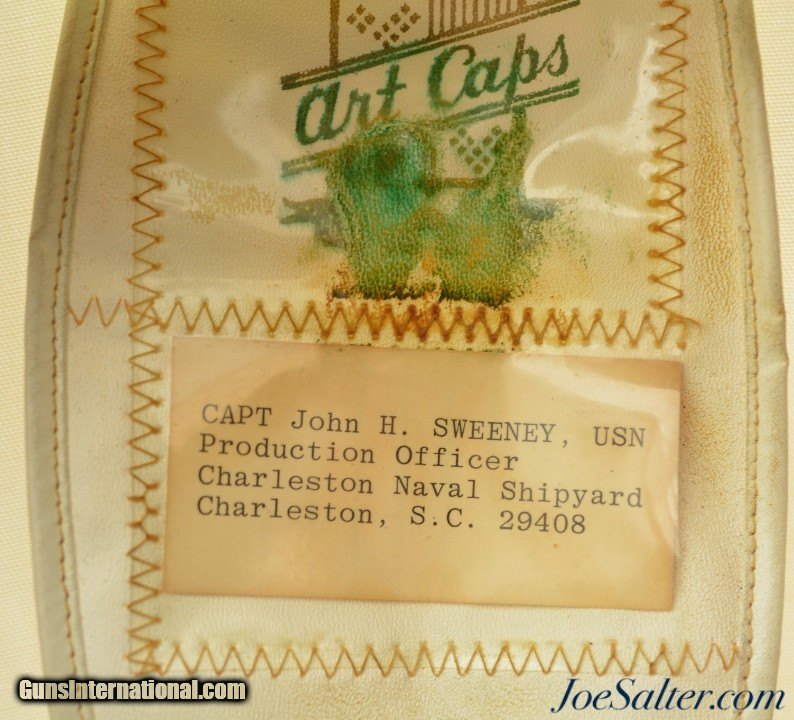 Art Caps
CAPT John H. SWEENEY, USN
Production Officer
Charleston Naval Shipyard
Charleston, S.C. 29408
GunsInternational.com
JoeSalter.com